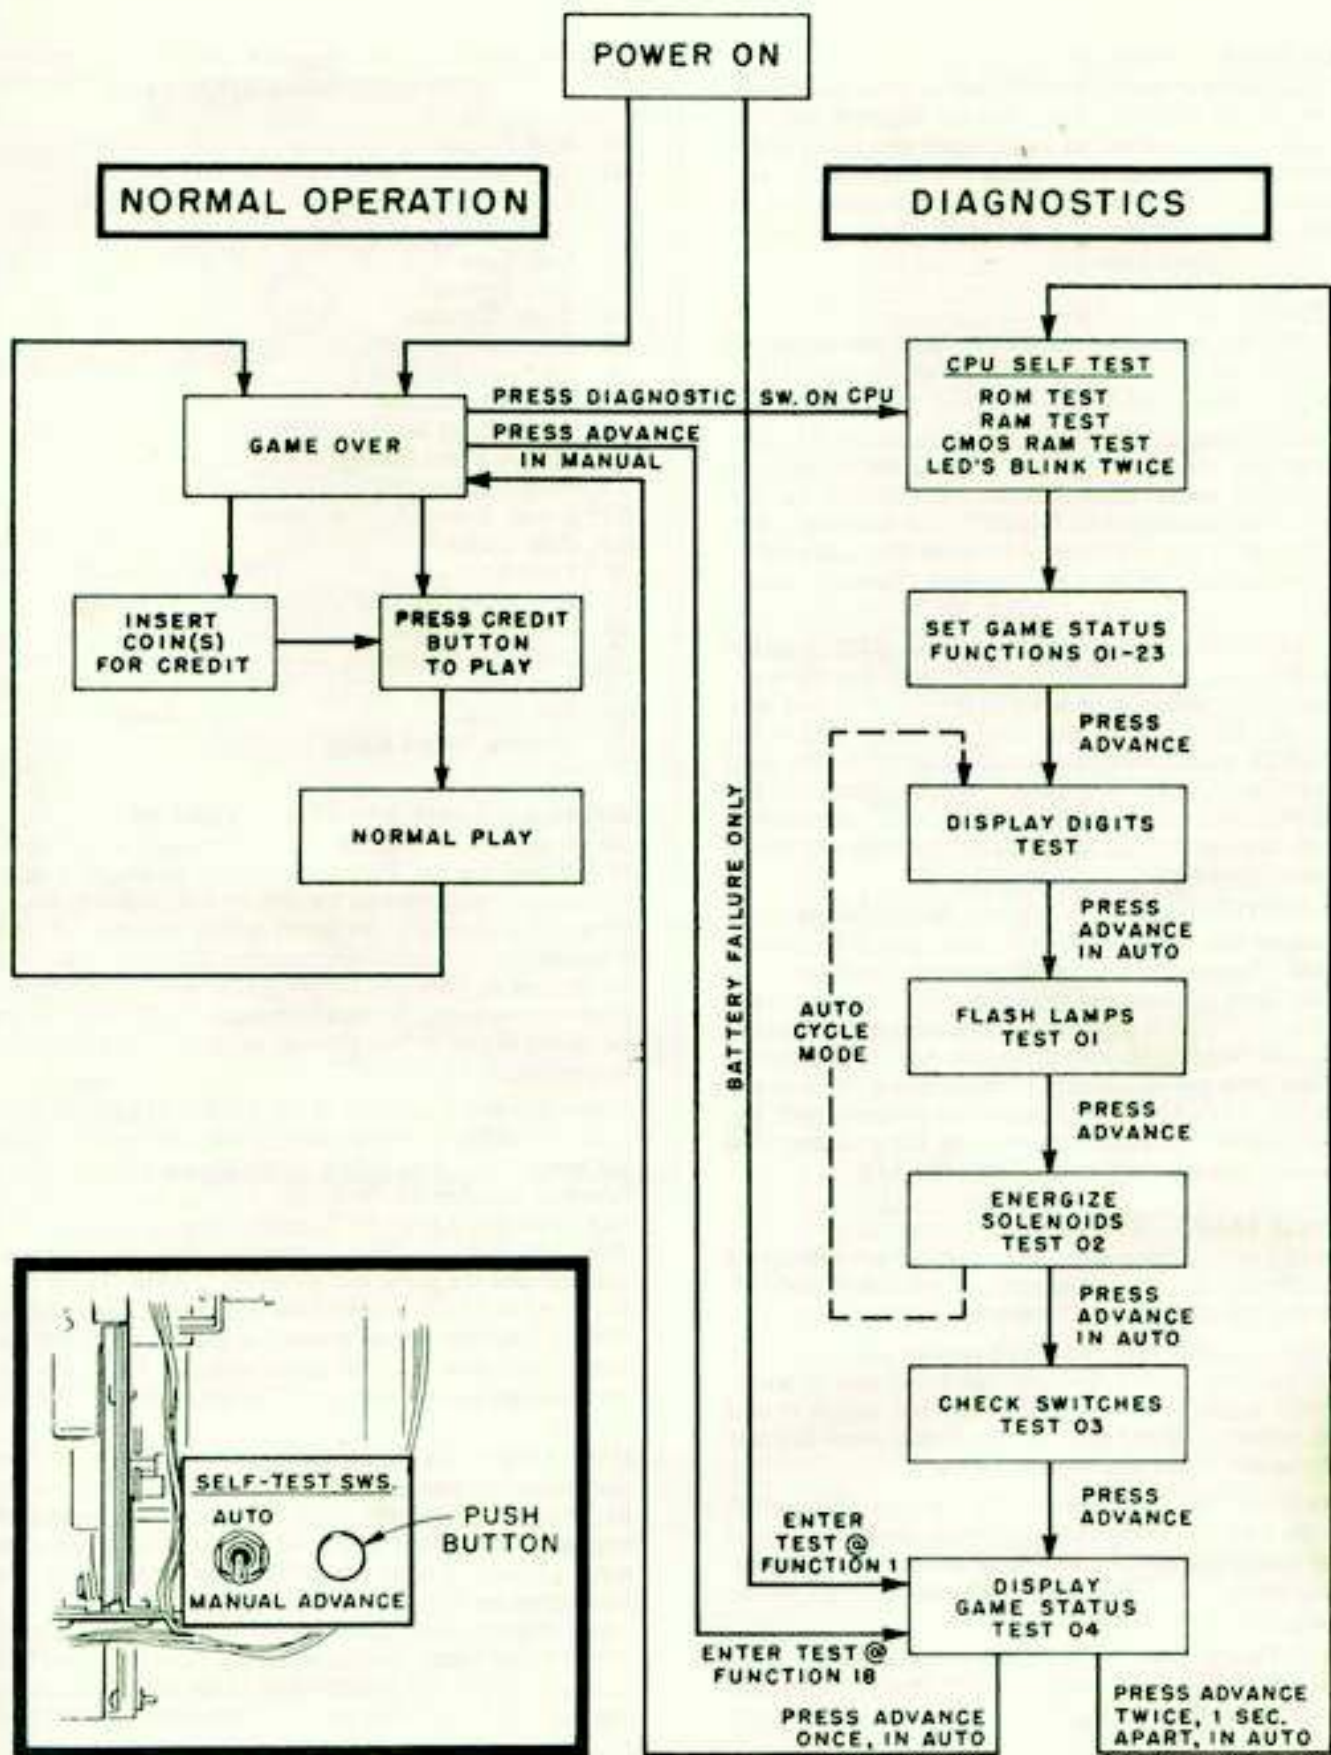 POWER ON
NORMAL OPERATION
DIAGNOSTICS
GAME OVER
PRESS DIAGNOSTIC SW. ON CPU
PRESS ADVANCE
IN MANUAL
CPU SELF TEST
ROM TEST
RAM TEST
CMOS RAM TEST
LED'S BLINK TWICE
INSERT
COIN(S)
FOR CREDIT
PRESS CREDIT
BUTTON
TO PLAY
SET GAME STATUS
FUNCTIONS 01-23
PRESS
ADVANCE
NORMAL PLAY
BATTERY FAILURE ONLY
DISPLAY DIGITS
TEST
PRESS
ADVANCE
IN AUTO
AUTO
CYCLE
MODE
FLASH LAMPS
TEST 01
PRESS
ADVANCE
ENERGIZE
SOLENOIDS
TEST 02
PRESS
ADVANCE
IN AUTO
CHECK SWITCHES
TEST 03
PRESS
ADVANCE
SELF-TEST SWS.
AUTO
MANUAL ADVANCE
PUSH
BUTTON
ENTER
TEST @
FUNCTION 1
DISPLAY
GAME STATUS
TEST 04
ENTER TEST @
FUNCTION 18
PRESS ADVANCE
ONCE, IN AUTO
PRESS ADVANCE
TWICE, 1 SEC.
APART, IN AUTO